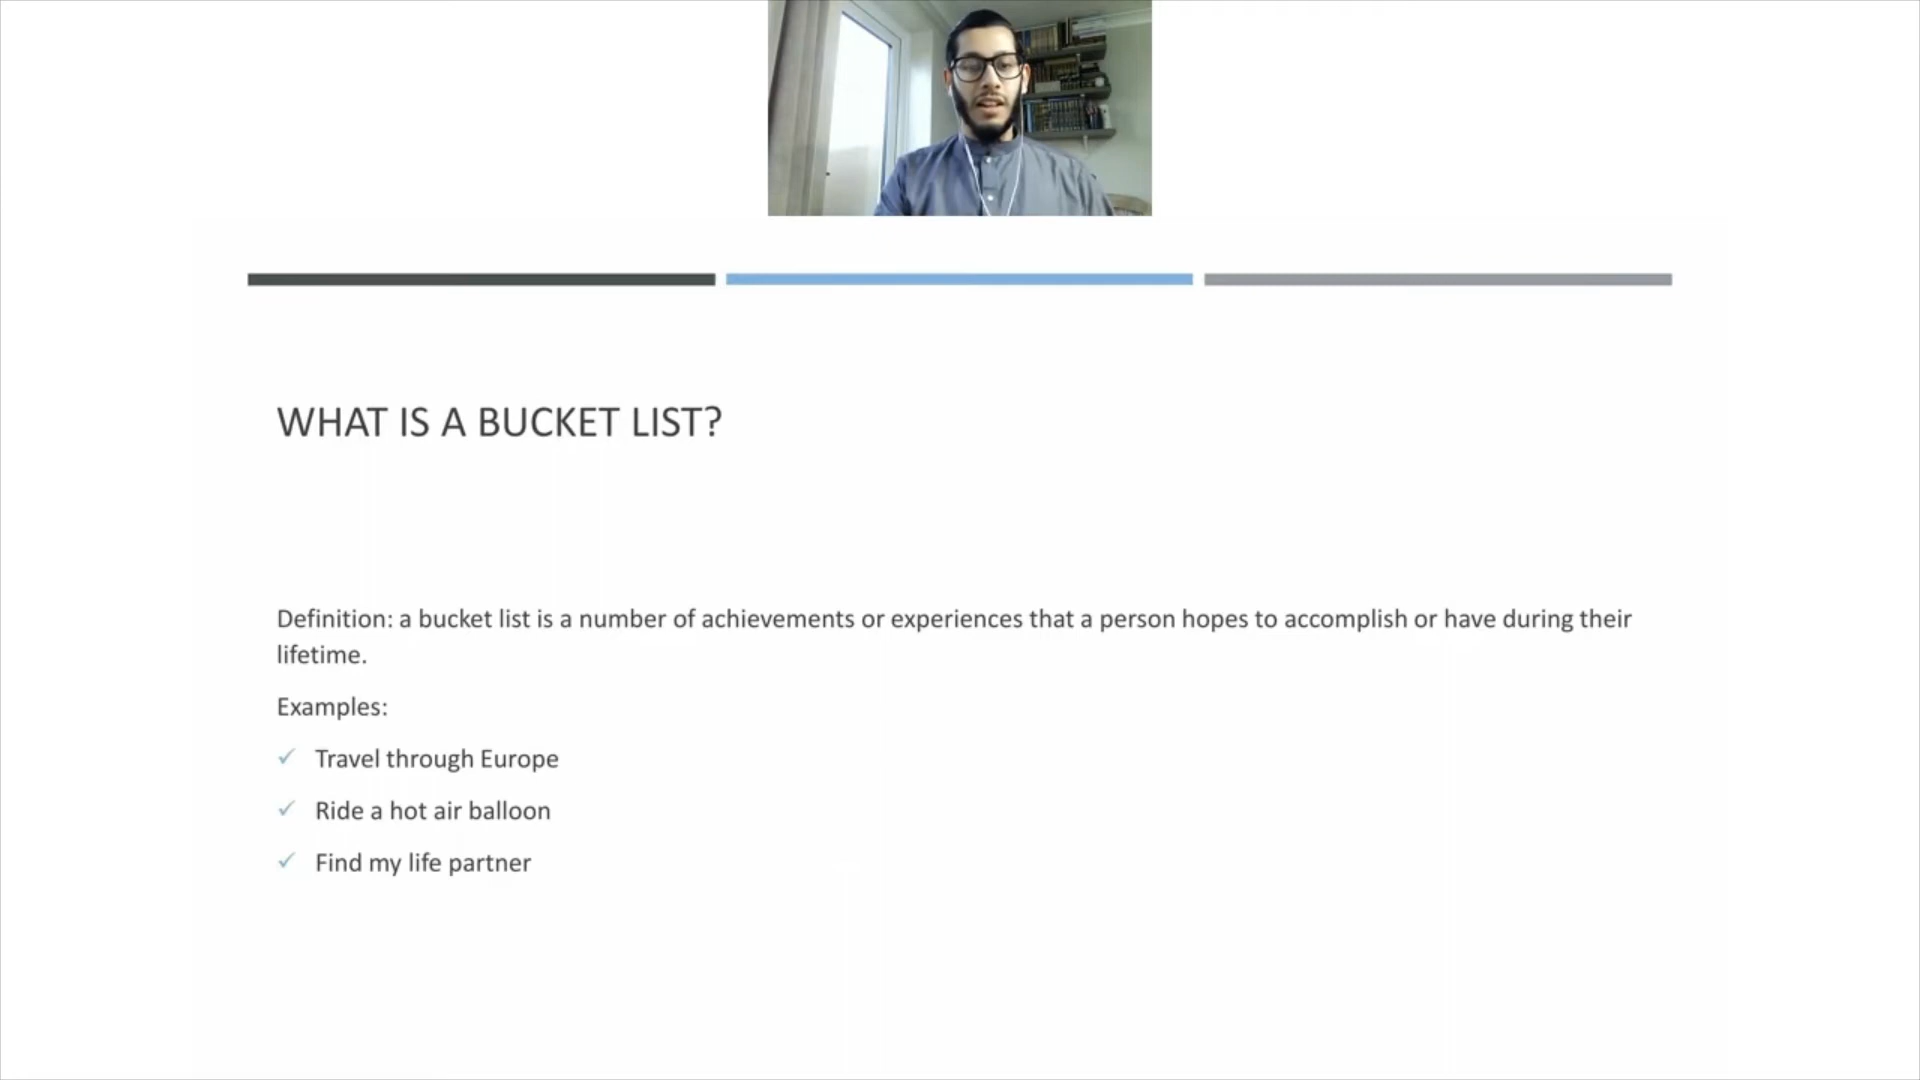 WHAT IS A BUCKET LIST?
Definition: a bucket list is a number of achievements or experiences that a person hopes to accomplish or have during their
lifetime.
Examples:
Travel through Europe
Ride a hot air balloon
Find my life partner